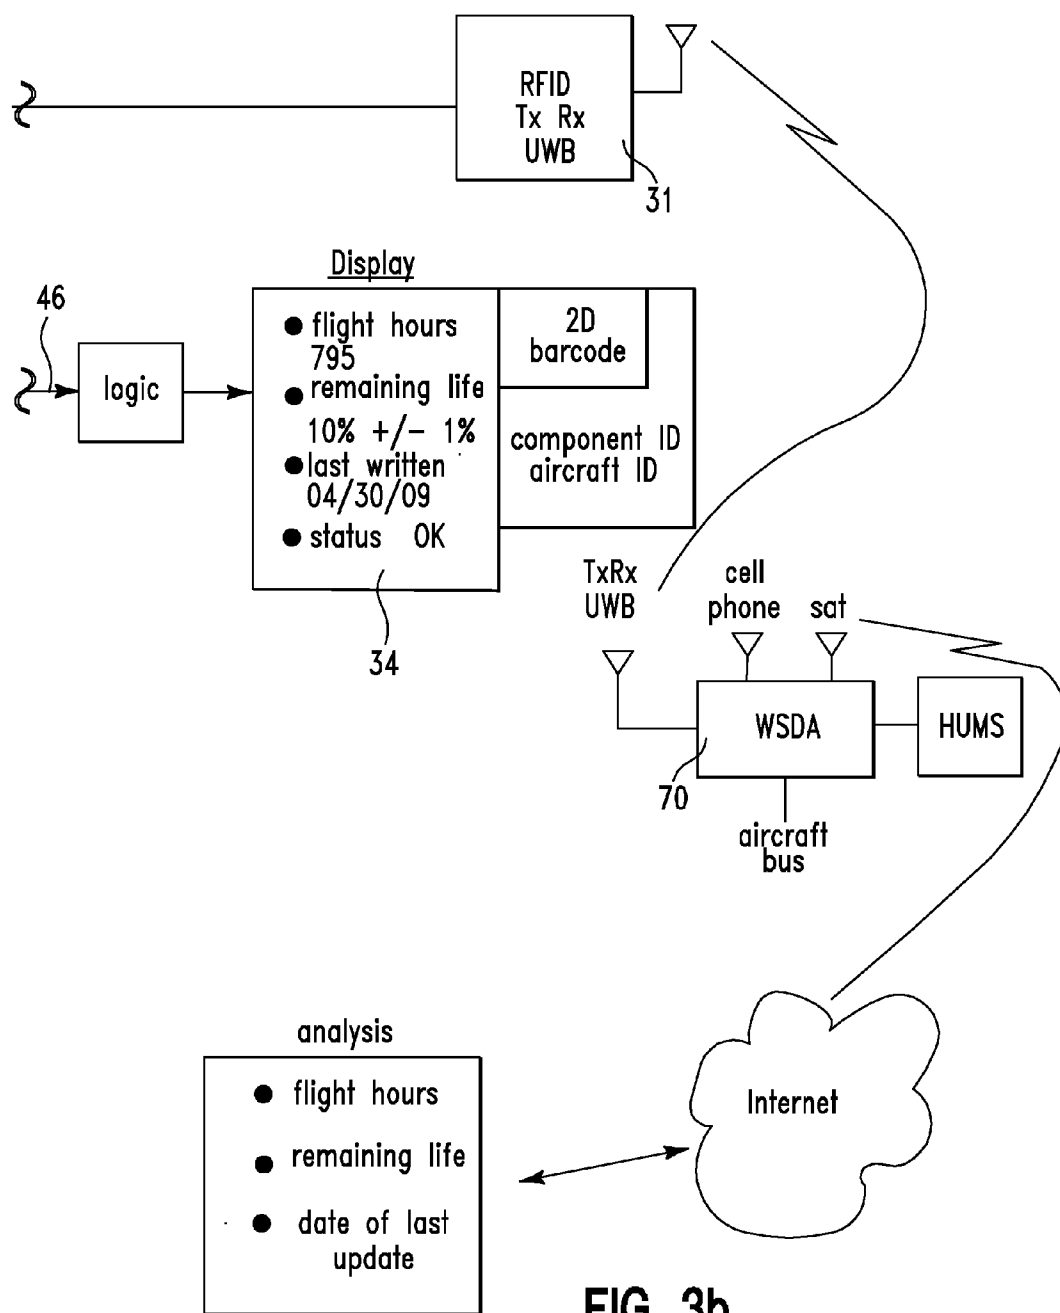 RFID
Tx Rx
UWB
31
Display
46
logic
● flight hours
795
● remaining life
10% +/- 1%
● last written
04/30/09
● status OK
2D
barcode
component ID
aircraft ID
34
TxRx
UWB
cell
phone
sat
WSDA
HUMS
70
aircraft
bus
analysis
● flight hours
● remaining life
● date of last
update
Internet
FIG. 3b